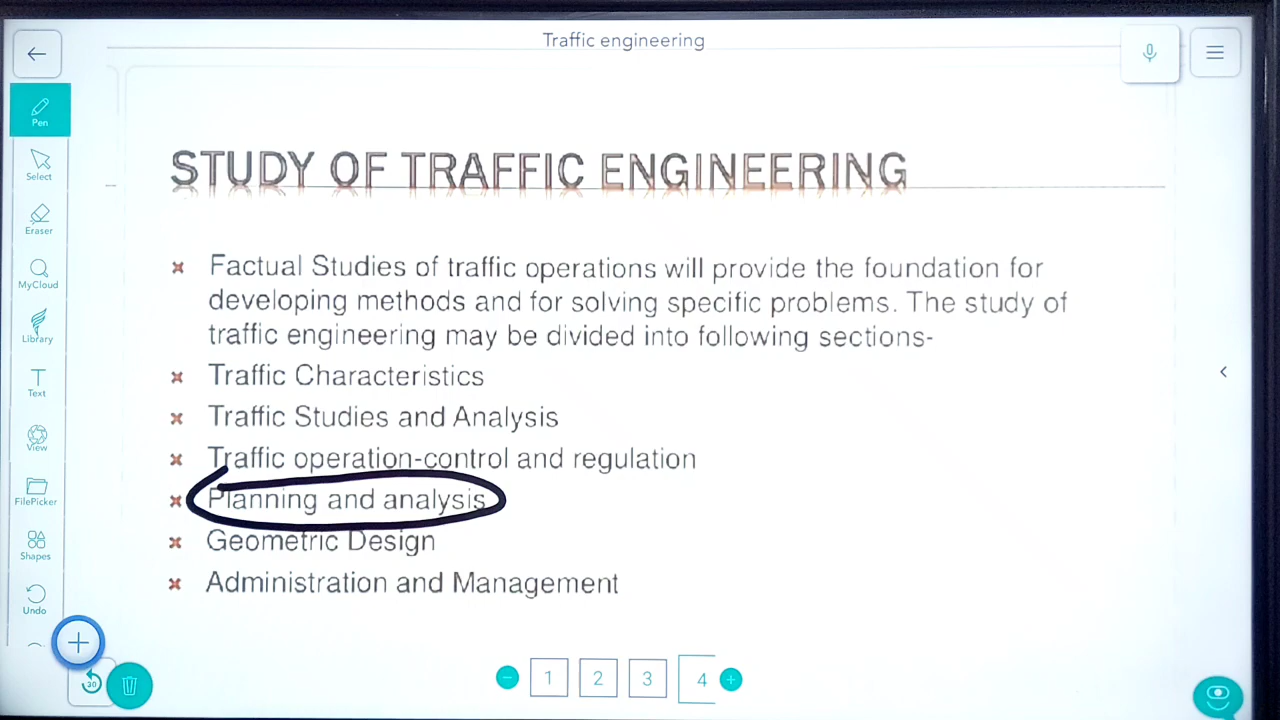 Traffic engineering
Pen
Select
Eraser
MyCloud
Library
Text
View
FilePicker
Shapes
Undo
30
STUDY OF TRAFFIC ENGINEERING
Factual Studies of traffic operations will provide the foundation for
developing methods and for solving specific problems. The study of
traffic engineering may be divided into following sections-
Traffic Characteristics
Traffic Studies and Analysis
Traffic operation-control and regulation
Planning and analysis
Geometric Design
Administration and Management
1 2 3 4